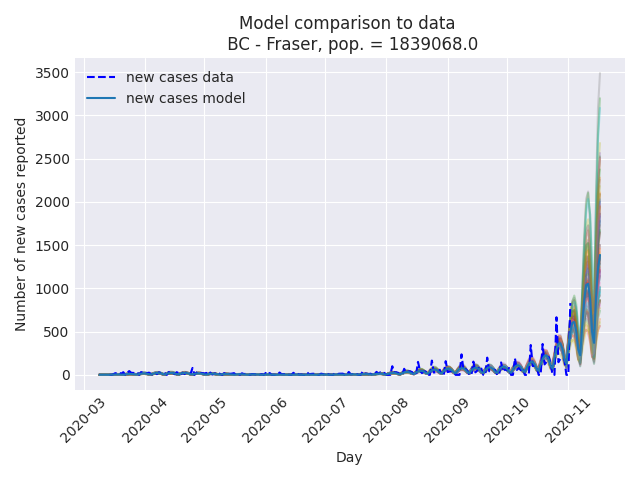 Model comparison to data
BC - Fraser, pop. = 1839068.0
new cases data
new cases model
Number of new cases reported
3500
3000
2500
2000
1500
1000
500
0
2020-03
2020-04
2020-05
2020-06
2020-07
2020-08
2020-09
2020-10
2020-11
Day